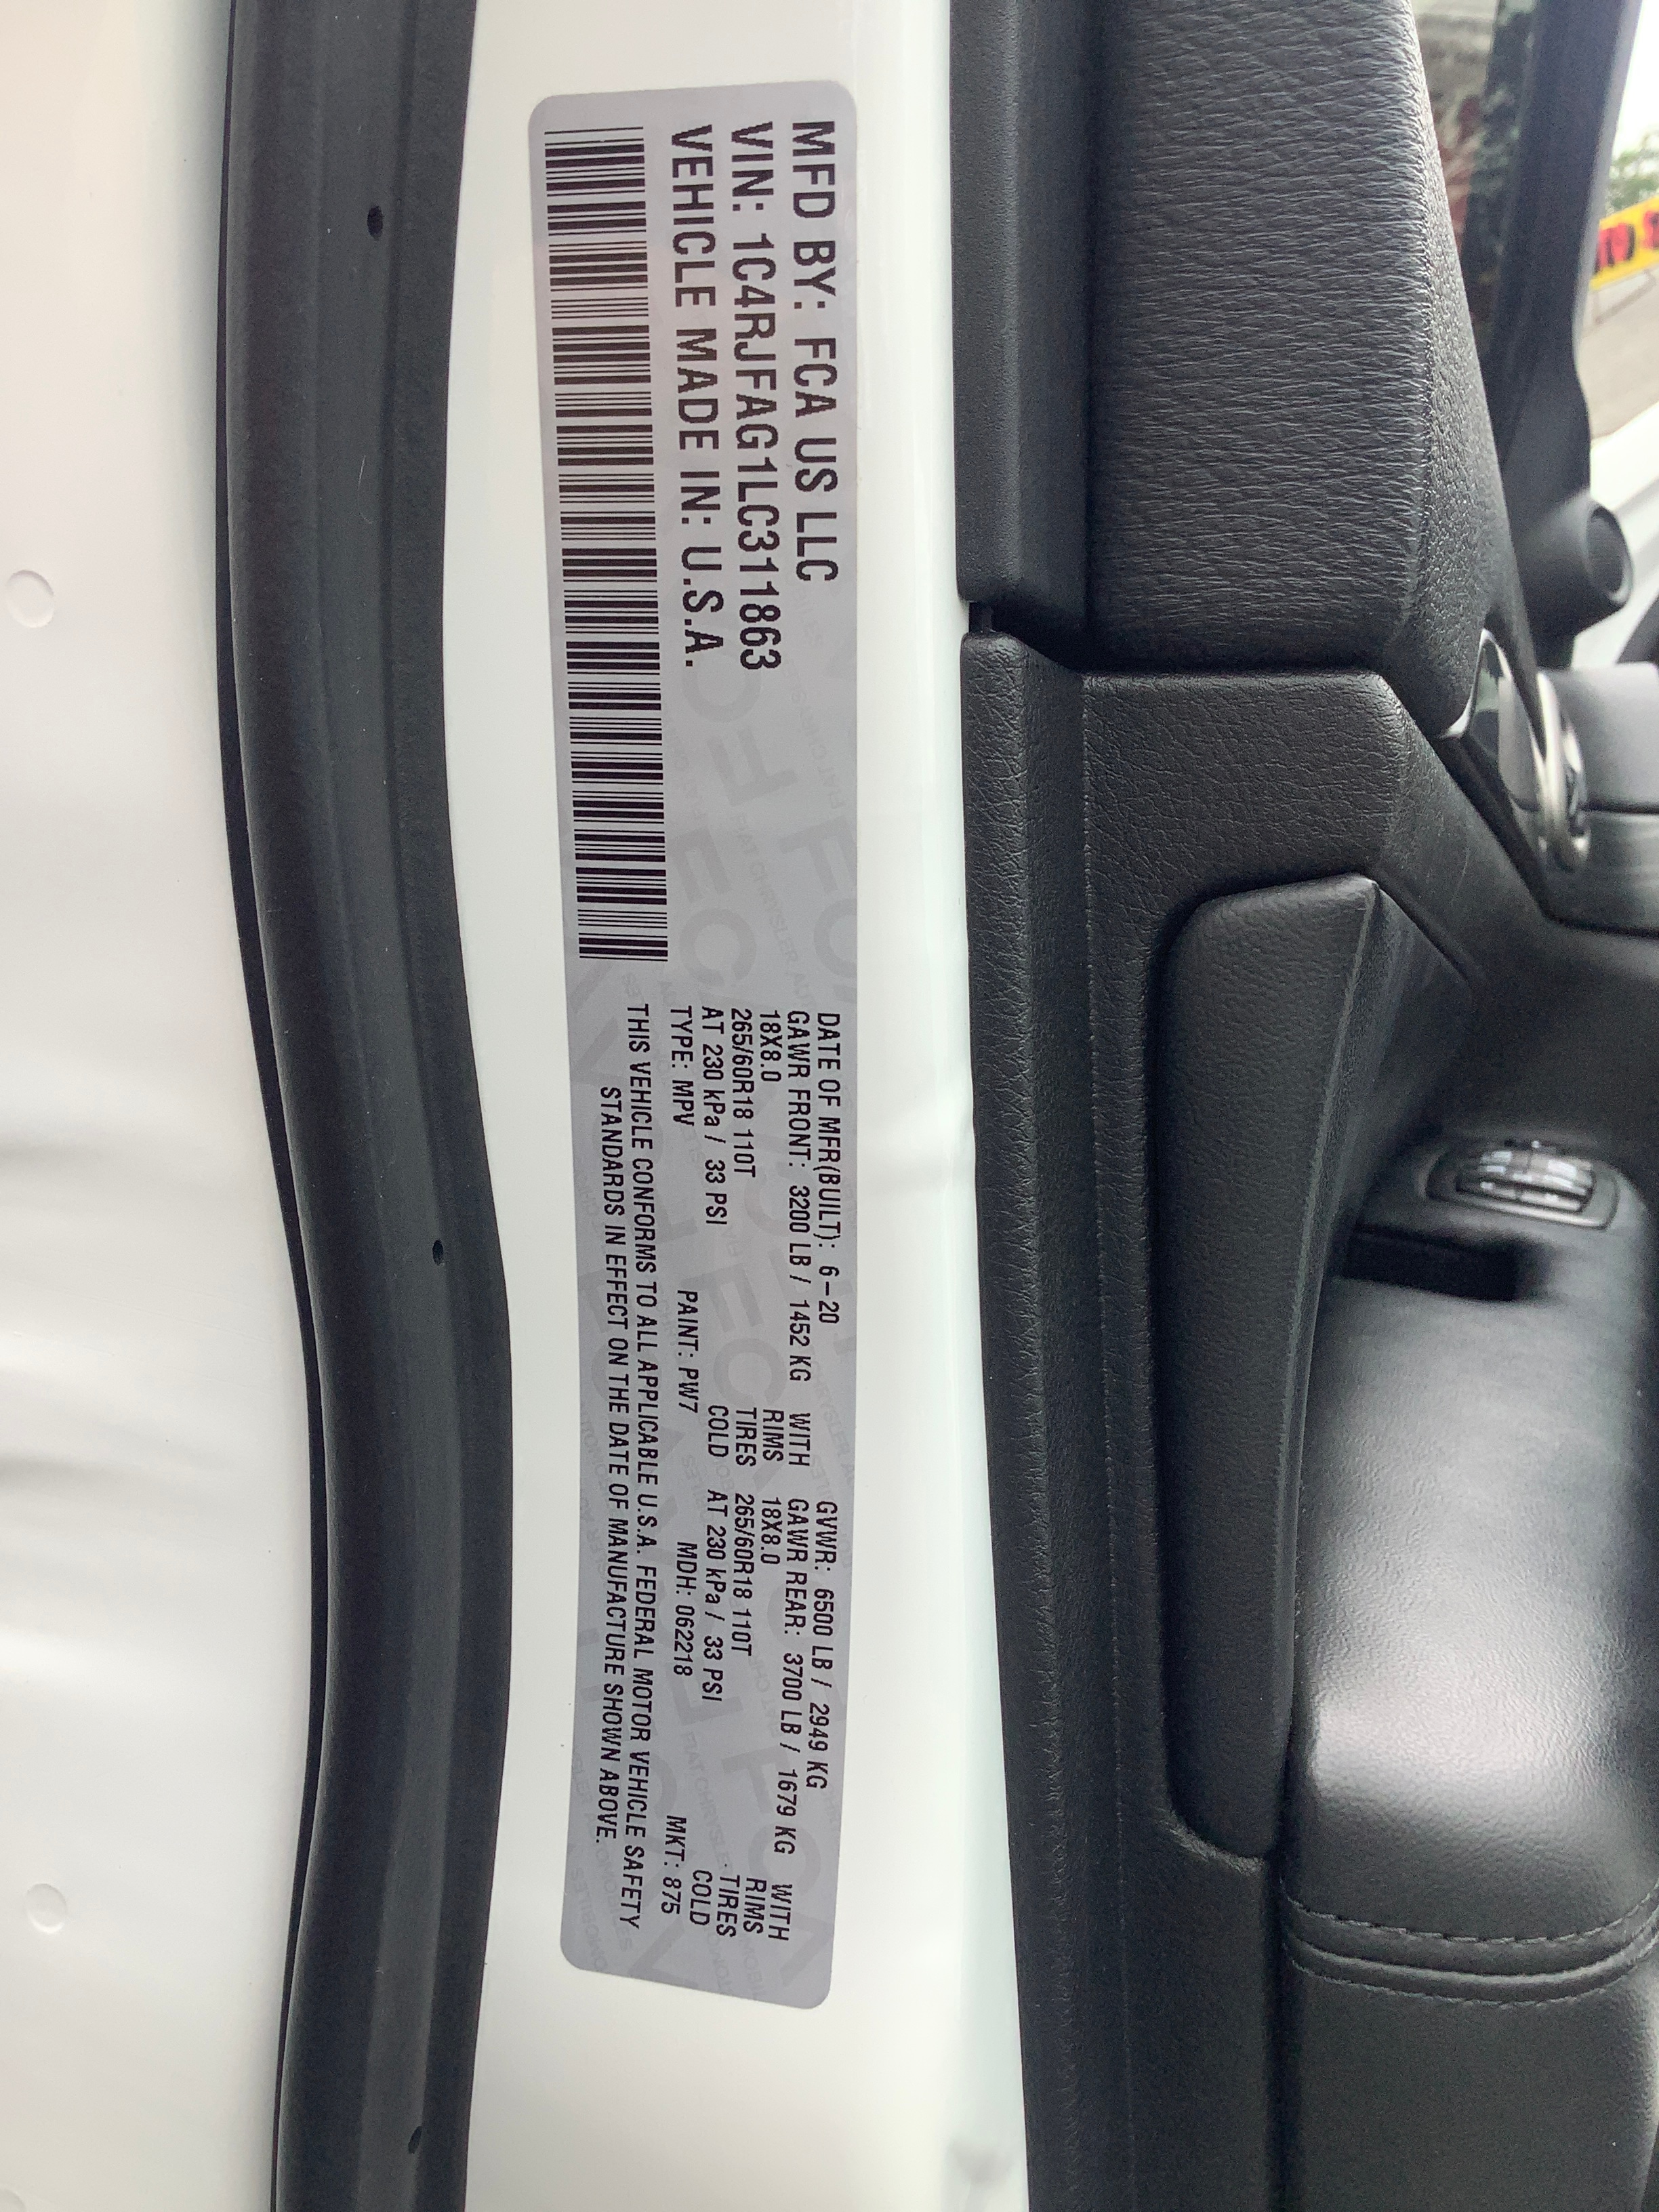 MFD BY: FCA US LLC
VIN: 1C4RJFAG1LC311863
VEHICLE MADE IN: U.S.A.
DATE OF MFR(BUILT): 6-20 GVWR: 6500 LB / 2949 KG
GAWR FRONT: 3200 LB / 1452 KG WITH GAWR REAR: 3700 LB / 1679 KG WITH
18X8.0 RIMS 18X8.0 RIMS
265/60R18 110T TIRES 265/60R18 110T TIRES
AT 230 kPa / 33 PSI COLD AT 230 kPa / 33 PSI COLD
TYPE: MPV PAINT: PW7 MDH: 062218 MKT: 875
THIS VEHICLE CONFORMS TO ALL APPLICABLE U.S.A. FEDERAL MOTOR VEHICLE SAFETY
STANDARDS IN EFFECT ON THE DATE OF MANUFACTURE SHOWN ABOVE.